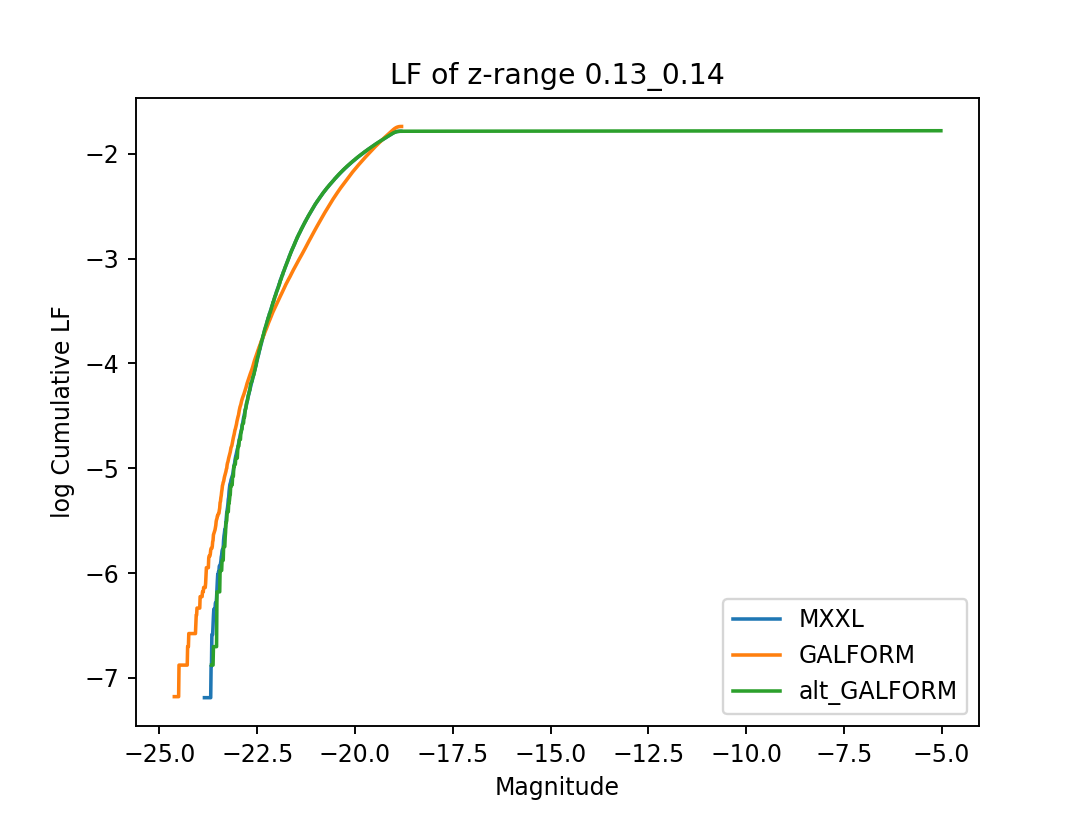 LF of z-range 0.13_0.14
log Cumulative LF
−2
−3
−4
−5
−6
−7
MXXL
GALFORM
alt_GALFORM
−25.0 −22.5 −20.0 −17.5 −15.0 −12.5 −10.0 −7.5 −5.0
Magnitude